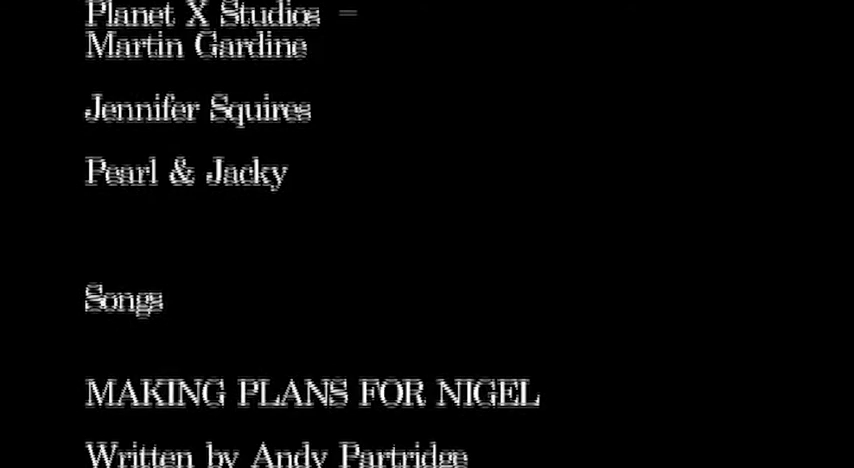 Planet X Studios =
Martin Gardine
Jennifer Squires
Pearl & Jacky
Songs
MAKING PLANS FOR NIGEL
Written by Andy Partridge